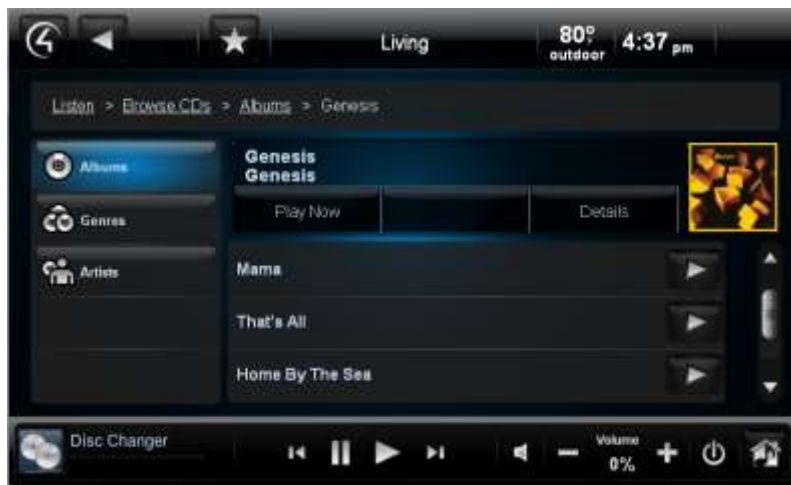 Living
80°
outdoor
4:37 pm
Listen > Browse CDs > Albums > Genesis
Albums
Genres
Artists
Genesis
Genesis
Play Now
Details
Mama
That's All
Home By The Sea
Disc Changer
Volume
0%